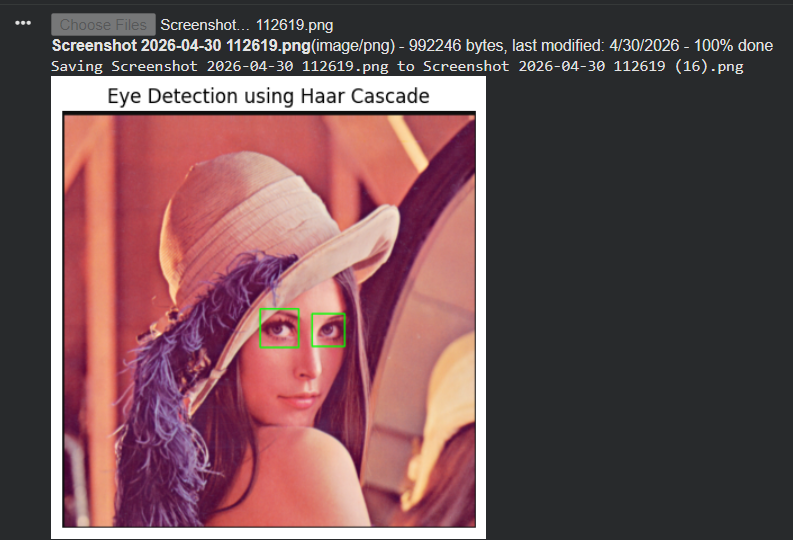 •••
Choose Files Screenshot... 112619.png
Screenshot 2026-04-30 112619.png(image/png) - 992246 bytes, last modified: 4/30/2026 - 100% done
Saving Screenshot 2026-04-30 112619.png to Screenshot 2026-04-30 112619 (16).png
Eye Detection using Haar Cascade